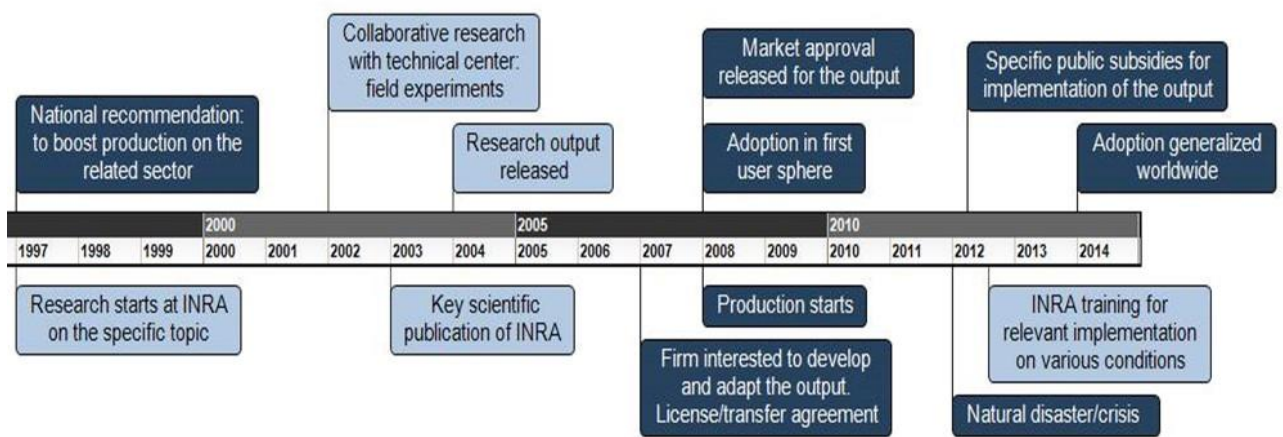 Collaborative research
with technical center:
field experiments
Market approval
released for the output
Specific public subsidies for
implementation of the output
National recommendation:
to boost production on the
related sector
Research output
released
Adoption in first
user sphere
Adoption generalized
worldwide
2000 2005 2010
1997 1998 1999 2000 2001 2002 2003 2004 2005 2006 2007 2008 2009 2010 2011 2012 2013 2014
Research starts at INRA
on the specific topic
Key scientific
publication of INRA
Production starts
INRA training for
relevant implementation
on various conditions
Firm interested to develop
and adapt the output.
License/transfer agreement
Natural disaster/crisis